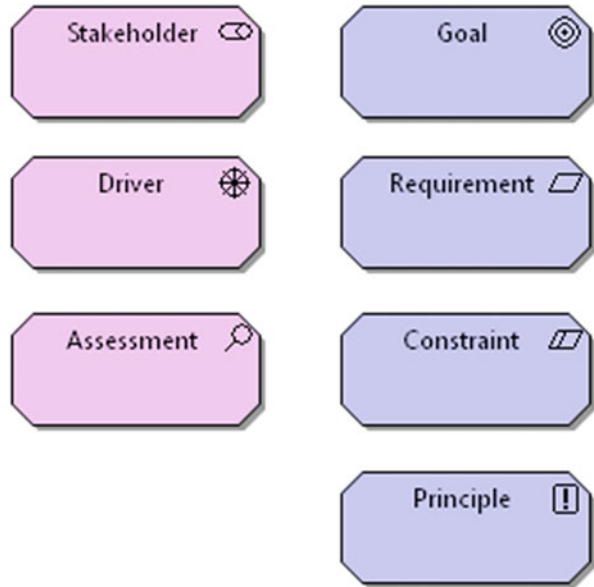 Stakeholder
Goal
Driver
Requirement
Assessment
Constraint
Principle